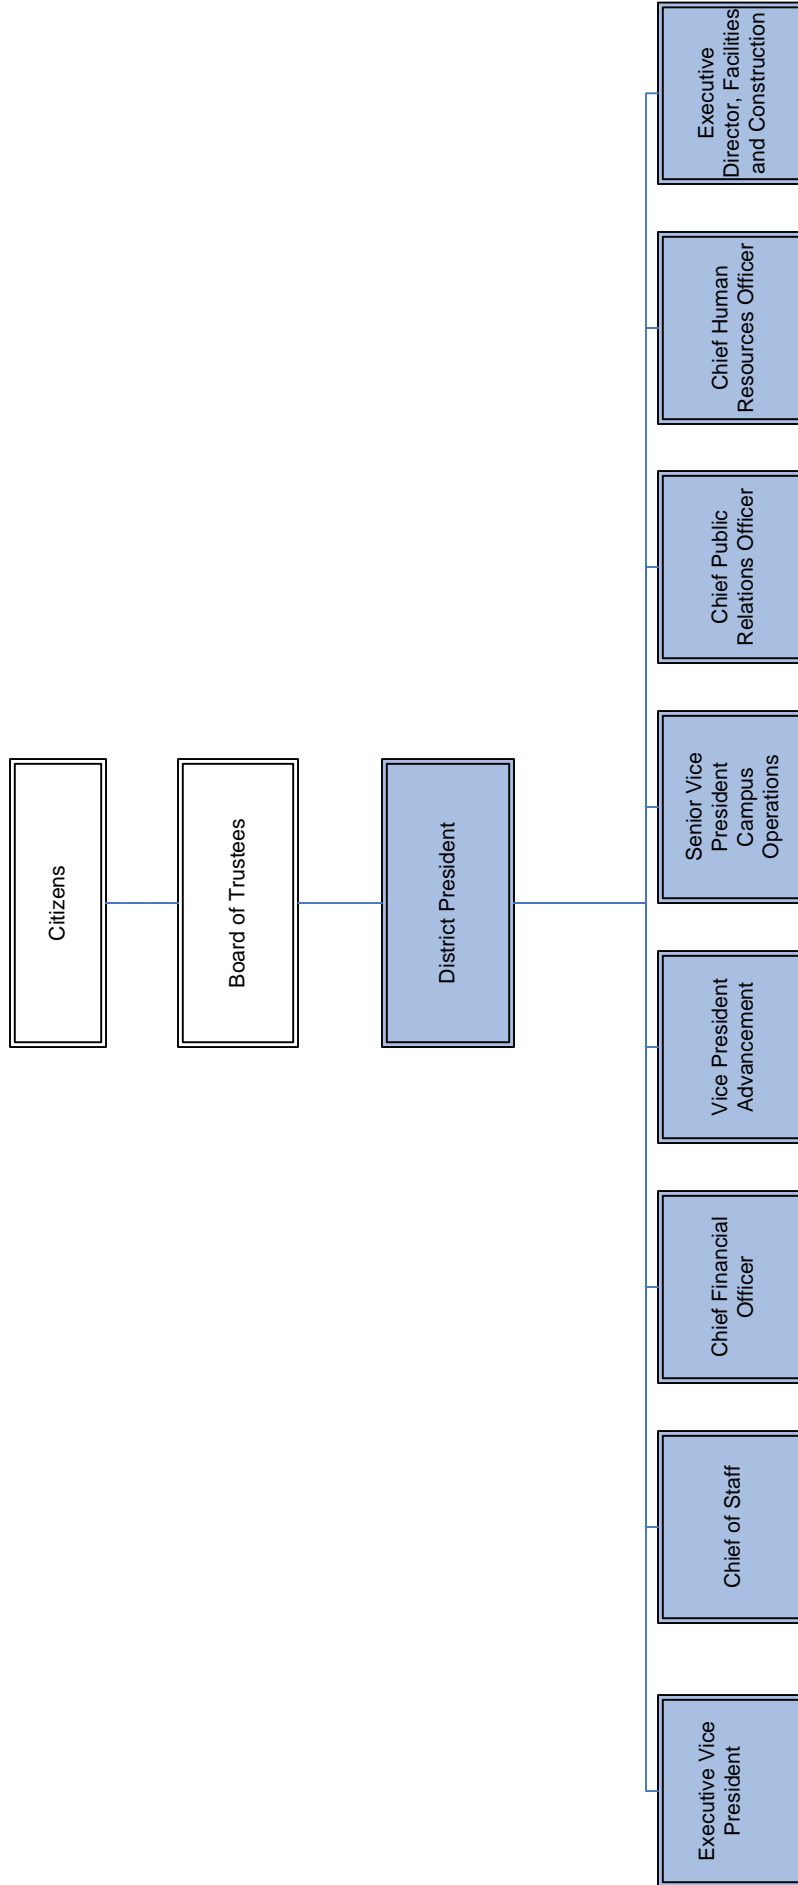 Citizens
Board of Trustees
District President
Executive Vice
President
Chief of Staff
Chief Financial
Officer
Vice President
Advancement
Senior Vice
President
Campus
Operations
Chief Public
Relations Officer
Chief Human
Resources Officer
Executive
Director, Facilities
and Construction